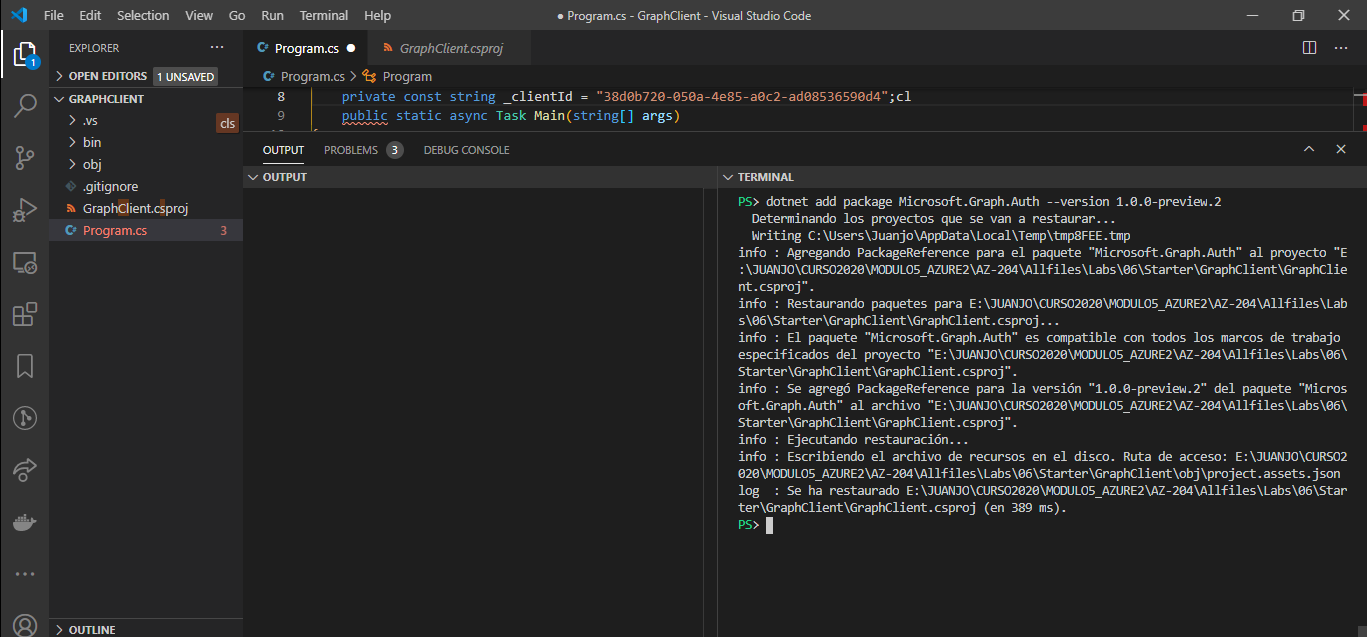 File Edit Selection View Go Run Terminal Help
● Program.cs - GraphClient - Visual Studio Code
1
EXPLORER
OPEN EDITORS 1 UNSAVED
GRAPHCLIENT
.vs
cls
bin
obj
.gitignore
GraphClient.csproj
Program.cs 3
OUTLINE
Program.cs ● GraphClient.csproj
Program.cs > Program
8 private const string _clientId = "38d0b720-050a-4e85-a0c2-ad08536590d4";cl
9 public static async Task Main(string[] args)
OUTPUT PROBLEMS 3 DEBUG CONSOLE
OUTPUT
TERMINAL
PS> dotnet add package Microsoft.Graph.Auth --version 1.0.0-preview.2
Determinando los proyectos que se van a restaurar...
Writing C:\Users\Juanjo\AppData\Local\Temp\tmp8FEE.tmp
info : Agregando PackageReference para el paquete "Microsoft.Graph.Auth" al proyecto "E
:\JUANJO\CURSO2020\MODULO5_AZURE2\AZ-204\Allfiles\Labs\06\Starter\GraphClient\GraphClie
nt.csproj".
info : Restaurando paquetes para E:\JUANJO\CURSO2020\MODULO5_AZURE2\AZ-204\Allfiles\Lab
s\06\Starter\GraphClient\GraphClient.csproj...
info : El paquete "Microsoft.Graph.Auth" es compatible con todos los marcos de trabajo
especificados del proyecto "E:\JUANJO\CURSO2020\MODULO5_AZURE2\AZ-204\Allfiles\Labs\06\
Starter\GraphClient\GraphClient.csproj".
info : Se agregó PackageReference para la versión "1.0.0-preview.2" del paquete "Micros
oft.Graph.Auth" al archivo "E:\JUANJO\CURSO2020\MODULO5_AZURE2\AZ-204\Allfiles\Labs\06\
Starter\GraphClient\GraphClient.csproj".
info : Ejecutando restauración...
info : Escribiendo el archivo de recursos en el disco. Ruta de acceso: E:\JUANJO\CURSO2
020\MODULO5_AZURE2\AZ-204\Allfiles\Labs\06\Starter\GraphClient\obj\project.assets.json
log  : Se ha restaurado E:\JUANJO\CURSO2020\MODULO5_AZURE2\AZ-204\Allfiles\Labs\06\Star
ter\GraphClient\GraphClient.csproj (en 389 ms).
PS>